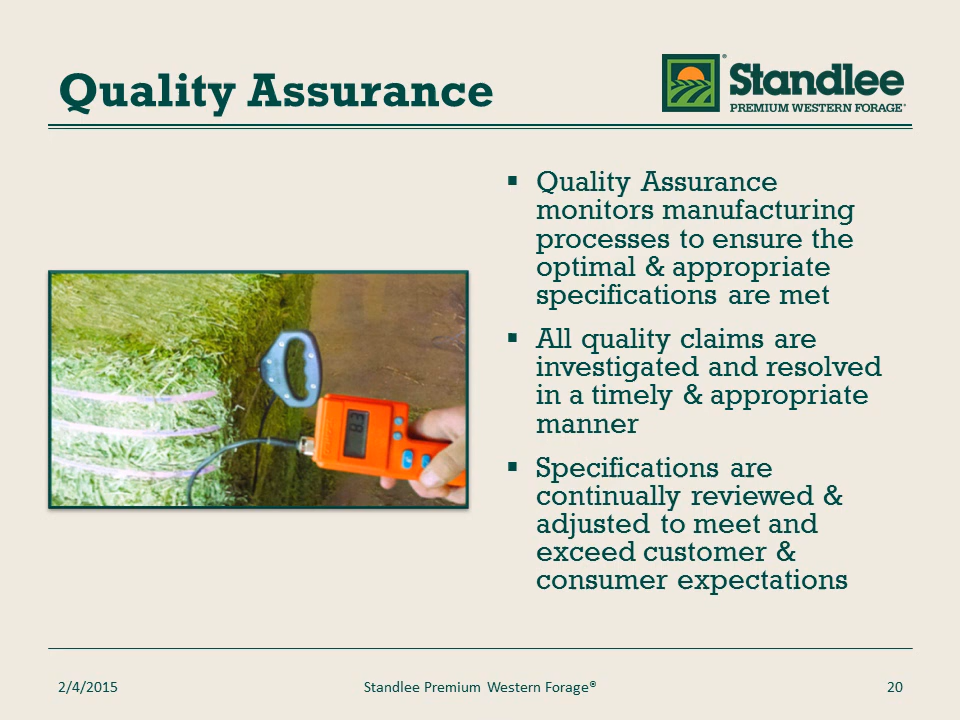 Quality Assurance
Standlee®
PREMIUM WESTERN FORAGE®
▪ Quality Assurance
monitors manufacturing
processes to ensure the
optimal & appropriate
specifications are met
▪ All quality claims are
investigated and resolved
in a timely & appropriate
manner
▪ Specifications are
continually reviewed &
adjusted to meet and
exceed customer &
consumer expectations
2/4/2015
Standlee Premium Western Forage®
20